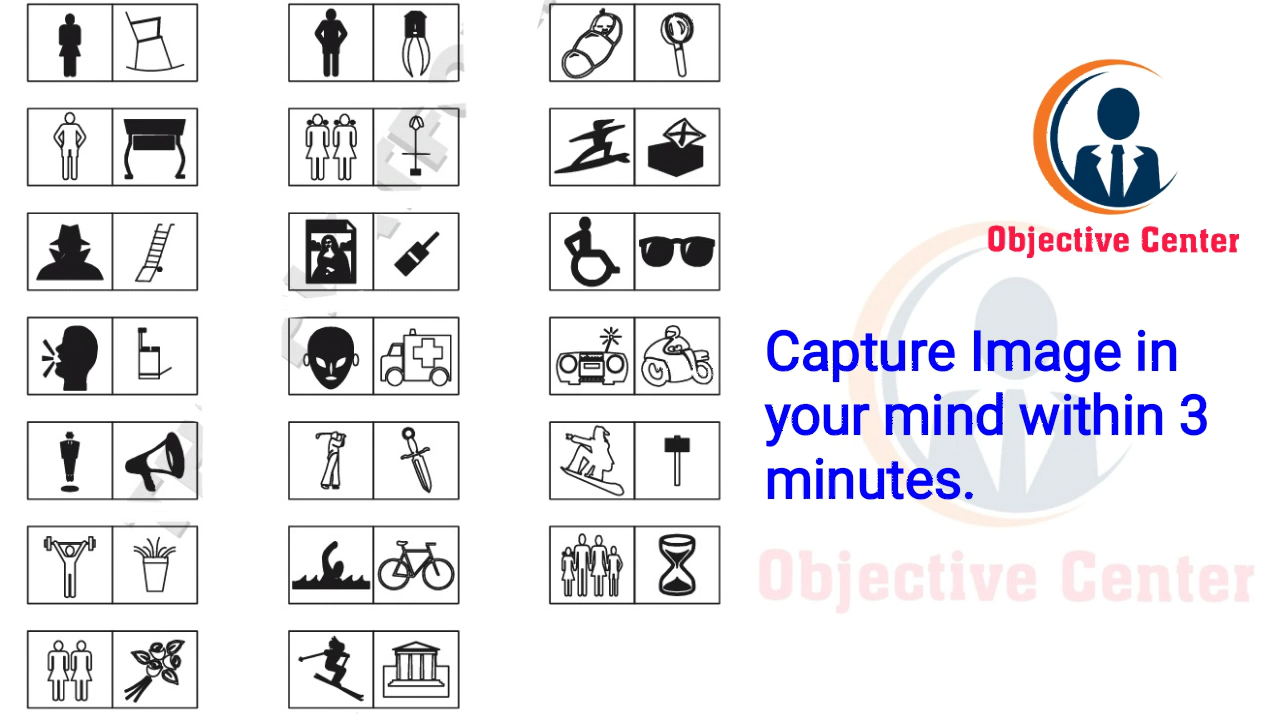 Objective Center
Capture Image in
your mind within 3
minutes.
Objective Center